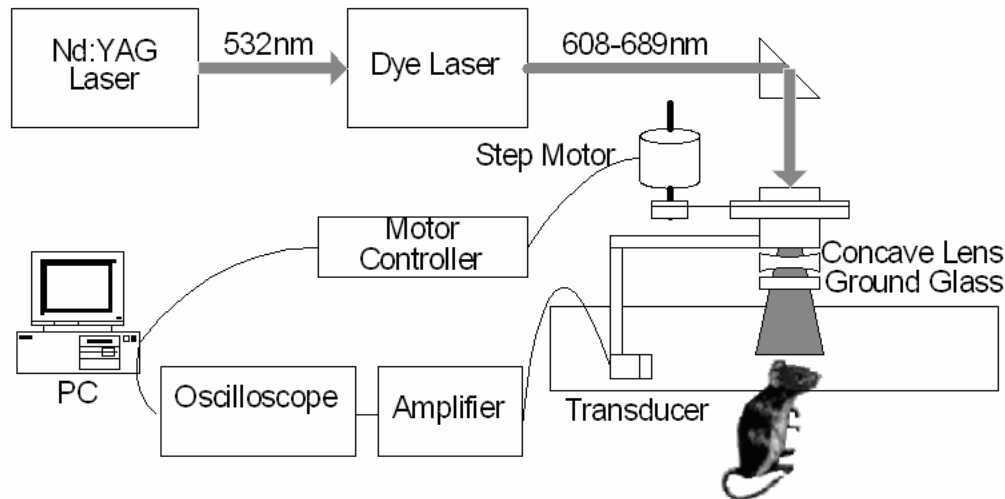 Nd:YAG
Laser
532nm
Dye Laser
608-689nm
Step Motor
Motor
Controller
Concave Lens
Ground Glass
PC
Oscilloscope
Amplifier
Transducer